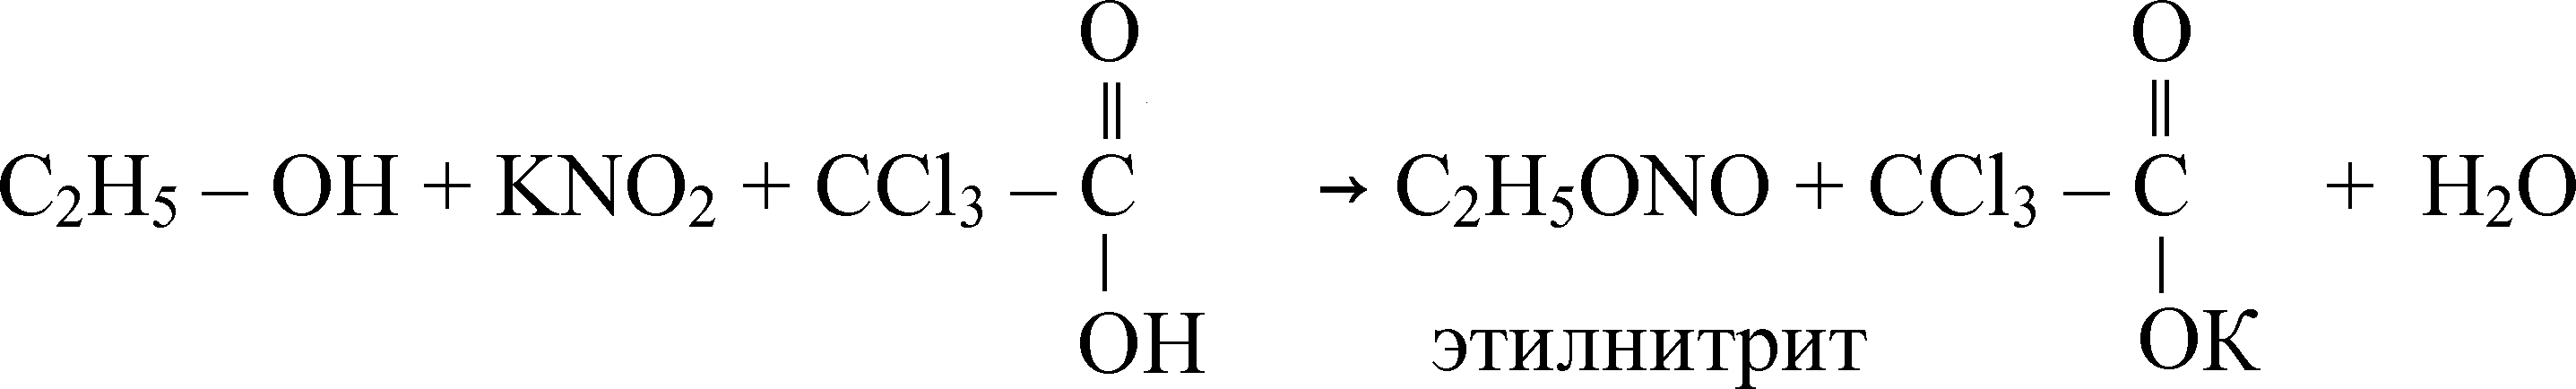 O O
|| ||
C₂H₅ – OH + KNO₂ + CCl₃ – C → C₂H₅ONO + CCl₃ – C + H₂O
| |
OH этилнитрит OK